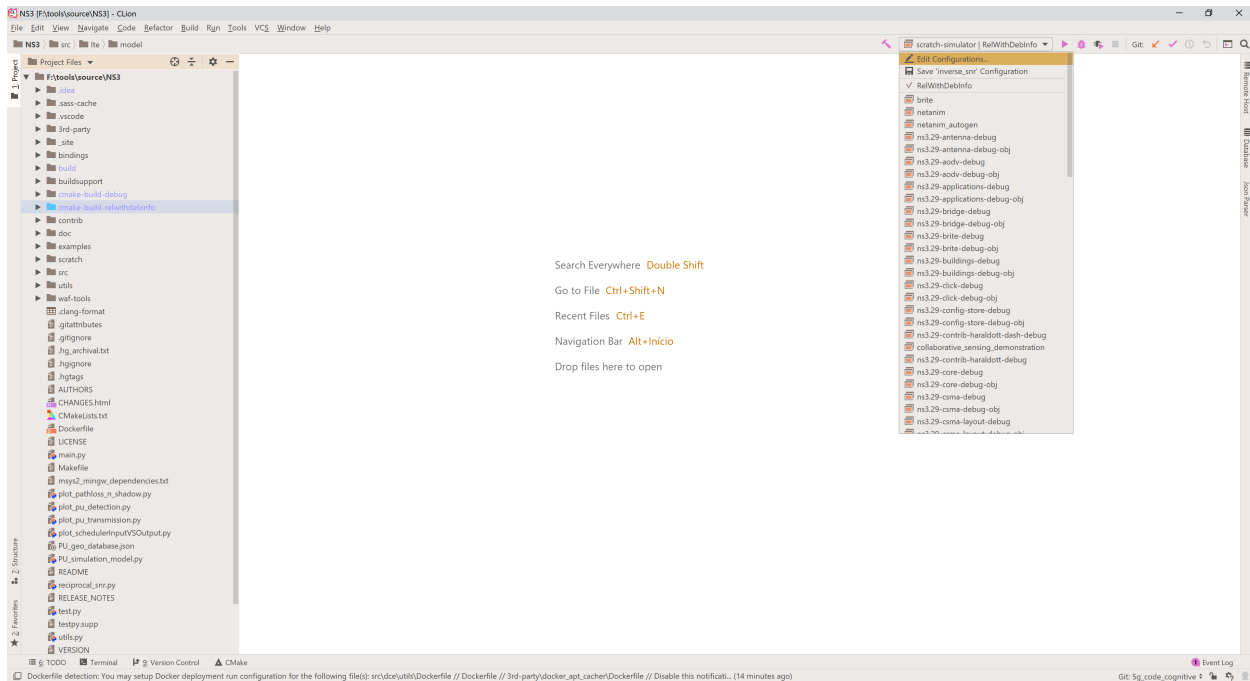 NS3 [F:\tools\source\NS3] - CLion
File Edit View Navigate Code Refactor Build Run Tools VCS Window Help
NS3 src lte model
scratch-simulator | RelWithDebInfo
Git:
1: Project
Project Files
F:\tools\source\NS3
.idea
.sass-cache
.vscode
3rd-party
_site
bindings
build
buildsupport
cmake-build-debug
cmake-build-relwithdebinfo
contrib
doc
examples
scratch
src
utils
waf-tools
.clang-format
.gitattributes
.gitignore
.hg_archival.txt
.hgignore
.hgtags
AUTHORS
CHANGES.html
CMakeLists.txt
Dockerfile
LICENSE
main.py
Makefile
msys2_mingw_dependencies.txt
plot_pathloss_n_shadow.py
plot_pu_detection.py
plot_pu_transmission.py
plot_schedulerInputVSOutput.py
PU_geo_database.json
PU_simulation_model.py
README
reciprocal_snr.py
RELEASE_NOTES
test.py
testpy.supp
utils.py
VERSION
7: Structure
2: Favorites
Search Everywhere Double Shift
Go to File Ctrl+Shift+N
Recent Files Ctrl+E
Navigation Bar Alt+Início
Drop files here to open
Edit Configurations...
Save 'inverse_snr' Configuration
RelWithDebInfo
brite
netanim
netanim_autogen
ns3.29-antenna-debug
ns3.29-antenna-debug-obj
ns3.29-aodv-debug
ns3.29-aodv-debug-obj
ns3.29-applications-debug
ns3.29-applications-debug-obj
ns3.29-bridge-debug
ns3.29-bridge-debug-obj
ns3.29-brite-debug
ns3.29-brite-debug-obj
ns3.29-buildings-debug
ns3.29-buildings-debug-obj
ns3.29-click-debug
ns3.29-click-debug-obj
ns3.29-config-store-debug
ns3.29-config-store-debug-obj
ns3.29-contrib-haraldott-dash-debug
collaborative_sensing_demonstration
ns3.29-contrib-haraldott-debug
ns3.29-core-debug
ns3.29-core-debug-obj
ns3.29-csma-debug
ns3.29-csma-debug-obj
ns3.29-csma-layout-debug
ns3.29-csma-layout-debug-obj
Remote Host
Database
Json Parser
6: TODO Terminal 9: Version Control CMake
1 Event Log
Dockerfile detection: You may setup Docker deployment run configuration for the following file(s): src\dce\utils\Dockerfile // Dockerfile // 3rd-party\docker_apt_cacher\Dockerfile // Disable this notificati... (14 minutes ago)
Git: 5g_code_cognitive